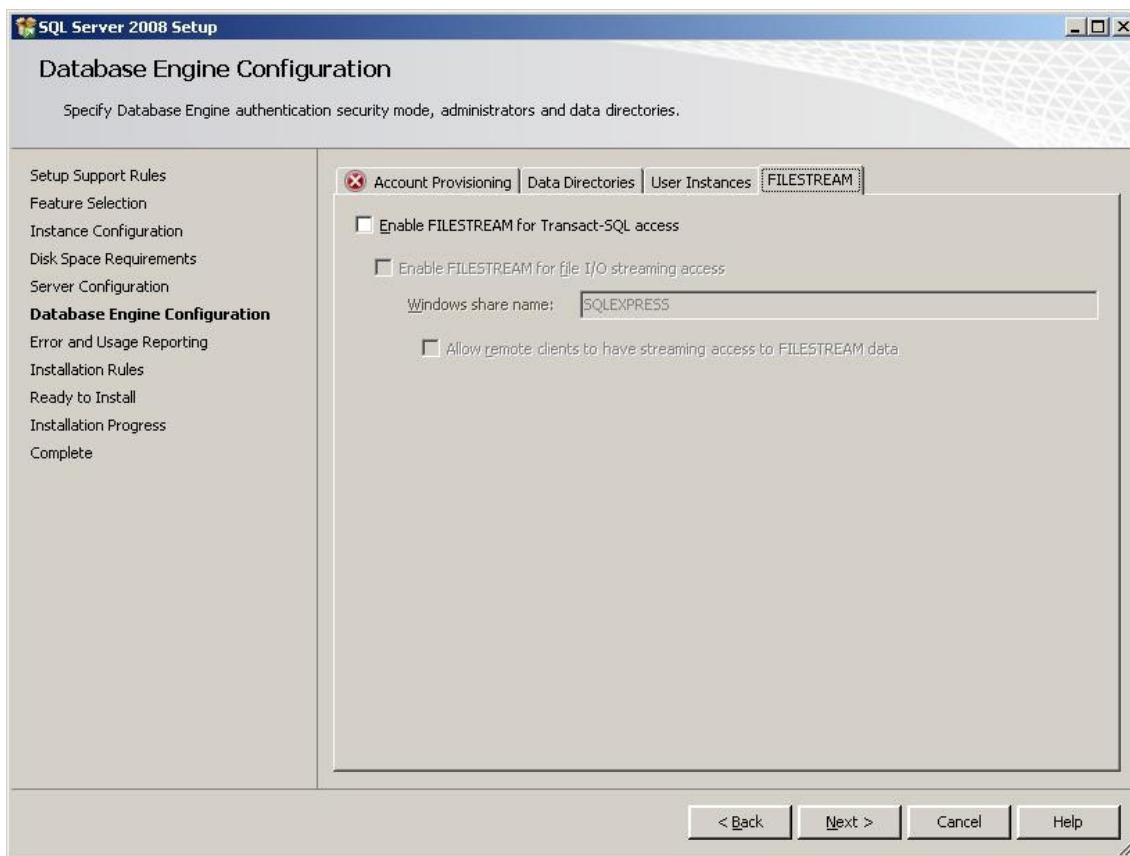 SQL Server 2008 Setup
Database Engine Configuration
Specify Database Engine authentication security mode, administrators and data directories.
Setup Support Rules
Feature Selection
Instance Configuration
Disk Space Requirements
Server Configuration
Database Engine Configuration
Error and Usage Reporting
Installation Rules
Ready to Install
Installation Progress
Complete
Account Provisioning Data Directories User Instances FILESTREAM
Enable FILESTREAM for Transact-SQL access
Enable FILESTREAM for file I/O streaming access
Windows share name: SQLEXPRESS
Allow remote clients to have streaming access to FILESTREAM data
< Back Next > Cancel Help